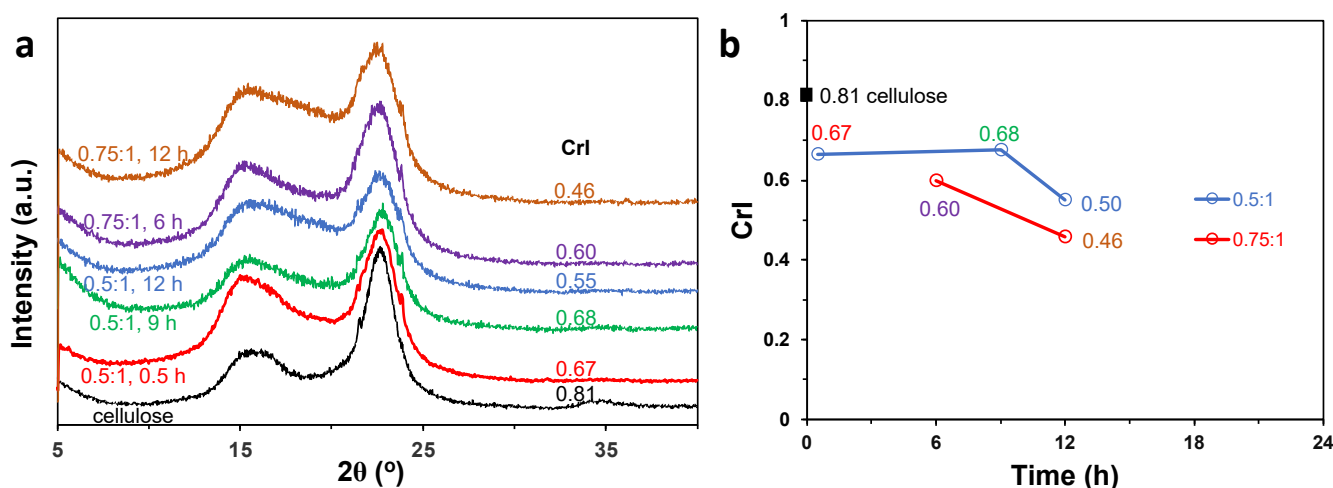 a
Intensity (a.u.)
CrI
0.75:1, 12 h
0.46
0.75:1, 6 h
0.60
0.5:1, 12 h
0.55
0.5:1, 9 h
0.68
0.5:1, 0.5 h
0.67
cellulose
0.81
5 15 25 35
2θ (º)
b
CrI
1
0.8
0.6
0.4
0.2
0
0.81 cellulose
0.67
0.68
0.60
0.50
0.46
0.5:1
0.75:1
0 6 12 18 24
Time (h)